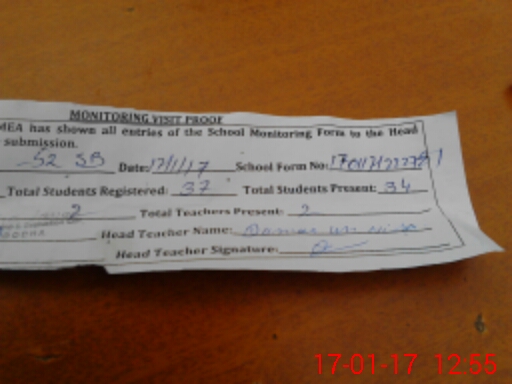 MONITORING VISIT PROOF
MEA has shown all entries of the School Monitoring Form to the Head
submission.
52 SB Date: 17/1/17 School Form No:
Total Students Registered: 37 Total Students Present: 34
2 Total Teachers Present: 2
Head Teacher Name:
Head Teacher Signature:
17-01-17 12:55